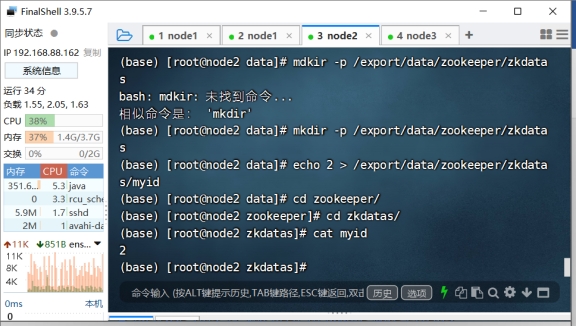 FinalShell 3.9.5.7
同步状态
IP 192.168.88.162 复制
系统信息
运行 34 分
负载 1.55, 2.05, 1.63
CPU 38%
内存 37% 1.4G/3.7G
交换 0% 0/2G
内存 CPU 命令
351.6... 5.3 java
0 3.3 rcu_sche
5.9M 1.7 sshd
2M 1 avahi-da
11K 851B ens...
11K
8K
4K
0ms 本机
0
1 node1
2 node1
3 node2
4 node3
(base) [root@node2 data]# mdkir -p /export/data/zookeeper/zkdata
s
bash: mdkir: 未找到命令...
相似命令是: 'mkdir'
(base) [root@node2 data]# mkdir -p /export/data/zookeeper/zkdata
s
(base) [root@node2 data]# echo 2 > /export/data/zookeeper/zkdata
s/myid
(base) [root@node2 data]# cd zookeeper/
(base) [root@node2 zookeeper]# cd zkdatas/
(base) [root@node2 zkdatas]# cat myid
2
(base) [root@node2 zkdatas]#
命令输入 (按ALT键提示历史,TAB键路径,ESC键返回,双击 历史 选项